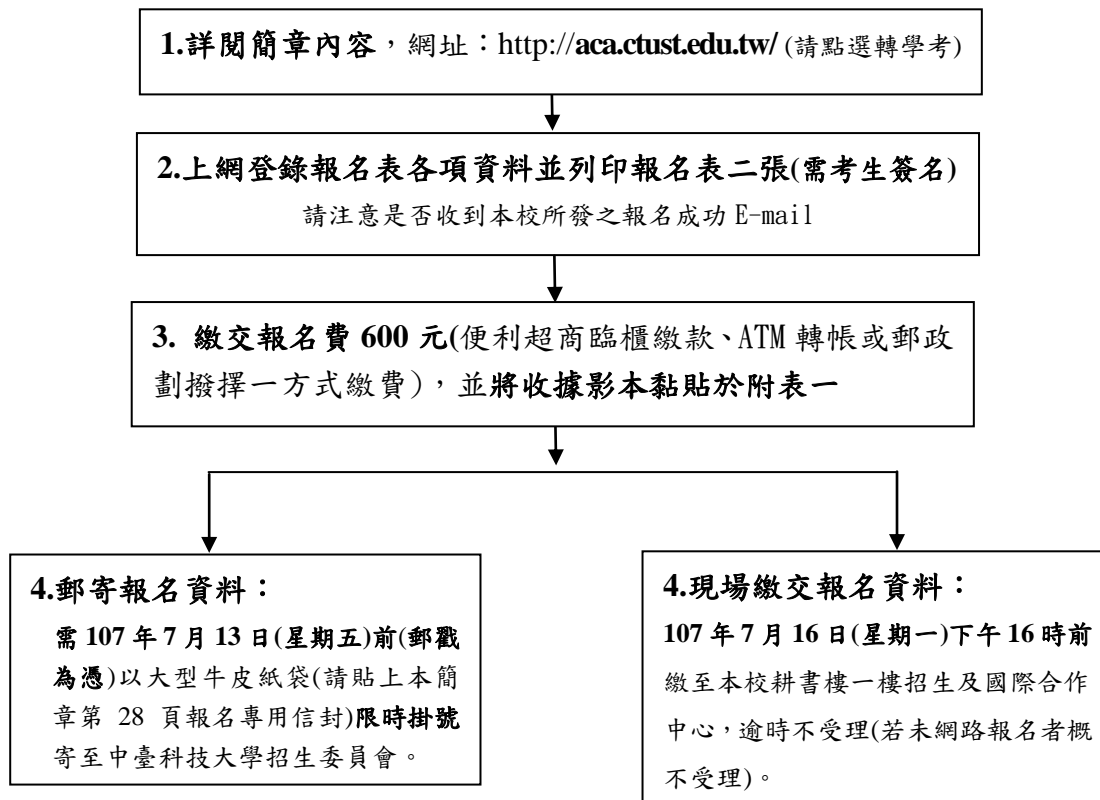 1.詳閱簡章內容，網址：http://aca.ctust.edu.tw/ (請點選轉學考)
2.上網登錄報名表各項資料並列印報名表二張(需考生簽名)
請注意是否收到本校所發之報名成功 E-mail
3. 繳交報名費 600 元(便利超商臨櫃繳款、ATM 轉帳或郵政
劃撥擇一方式繳費)，並將收據影本黏貼於附表一
4.郵寄報名資料：
需 107 年 7 月 13 日(星期五)前(郵戳
為憑)以大型牛皮紙袋(請貼上本簡
章第 28 頁報名專用信封)限時掛號
寄至中臺科技大學招生委員會。
4.現場繳交報名資料：
107 年 7 月 16 日(星期一)下午 16 時前
繳至本校耕書樓一樓招生及國際合作
中心，逾時不受理(若未網路報名者概
不受理)。